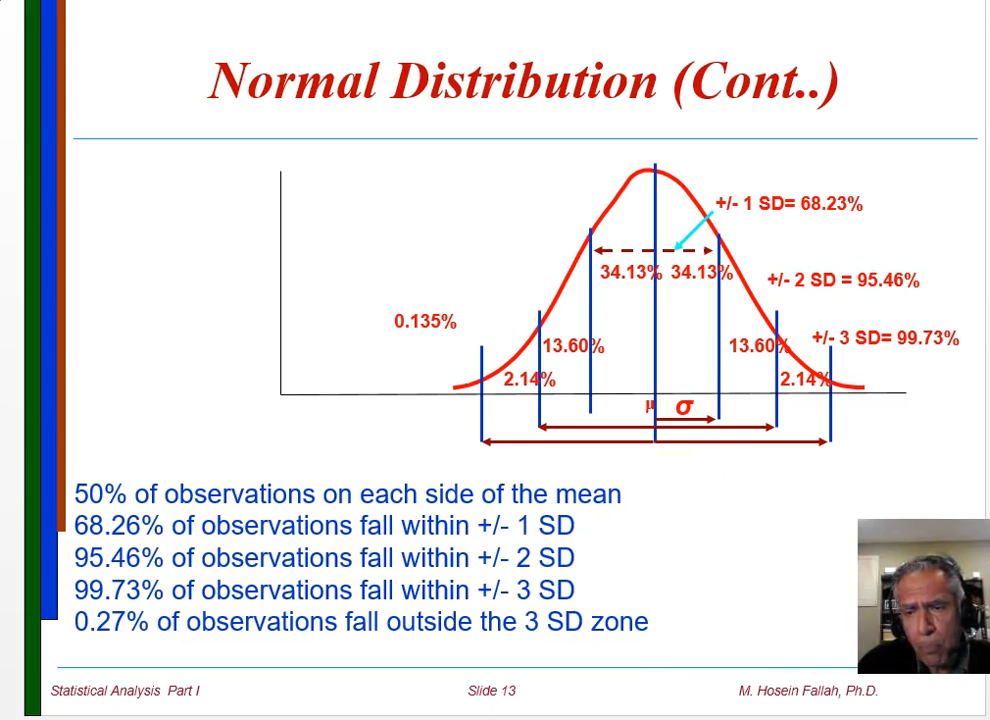 Normal Distribution (Cont..)
+/- 1 SD= 68.23%
34.13% 34.13%
+/- 2 SD = 95.46%
0.135%
+/- 3 SD= 99.73%
13.60% 13.60%
2.14% 2.14%
μ σ
50% of observations on each side of the mean
68.26% of observations fall within +/- 1 SD
95.46% of observations fall within +/- 2 SD
99.73% of observations fall within +/- 3 SD
0.27% of observations fall outside the 3 SD zone
Statistical Analysis Part I Slide 13 M. Hosein Fallah, Ph.D.